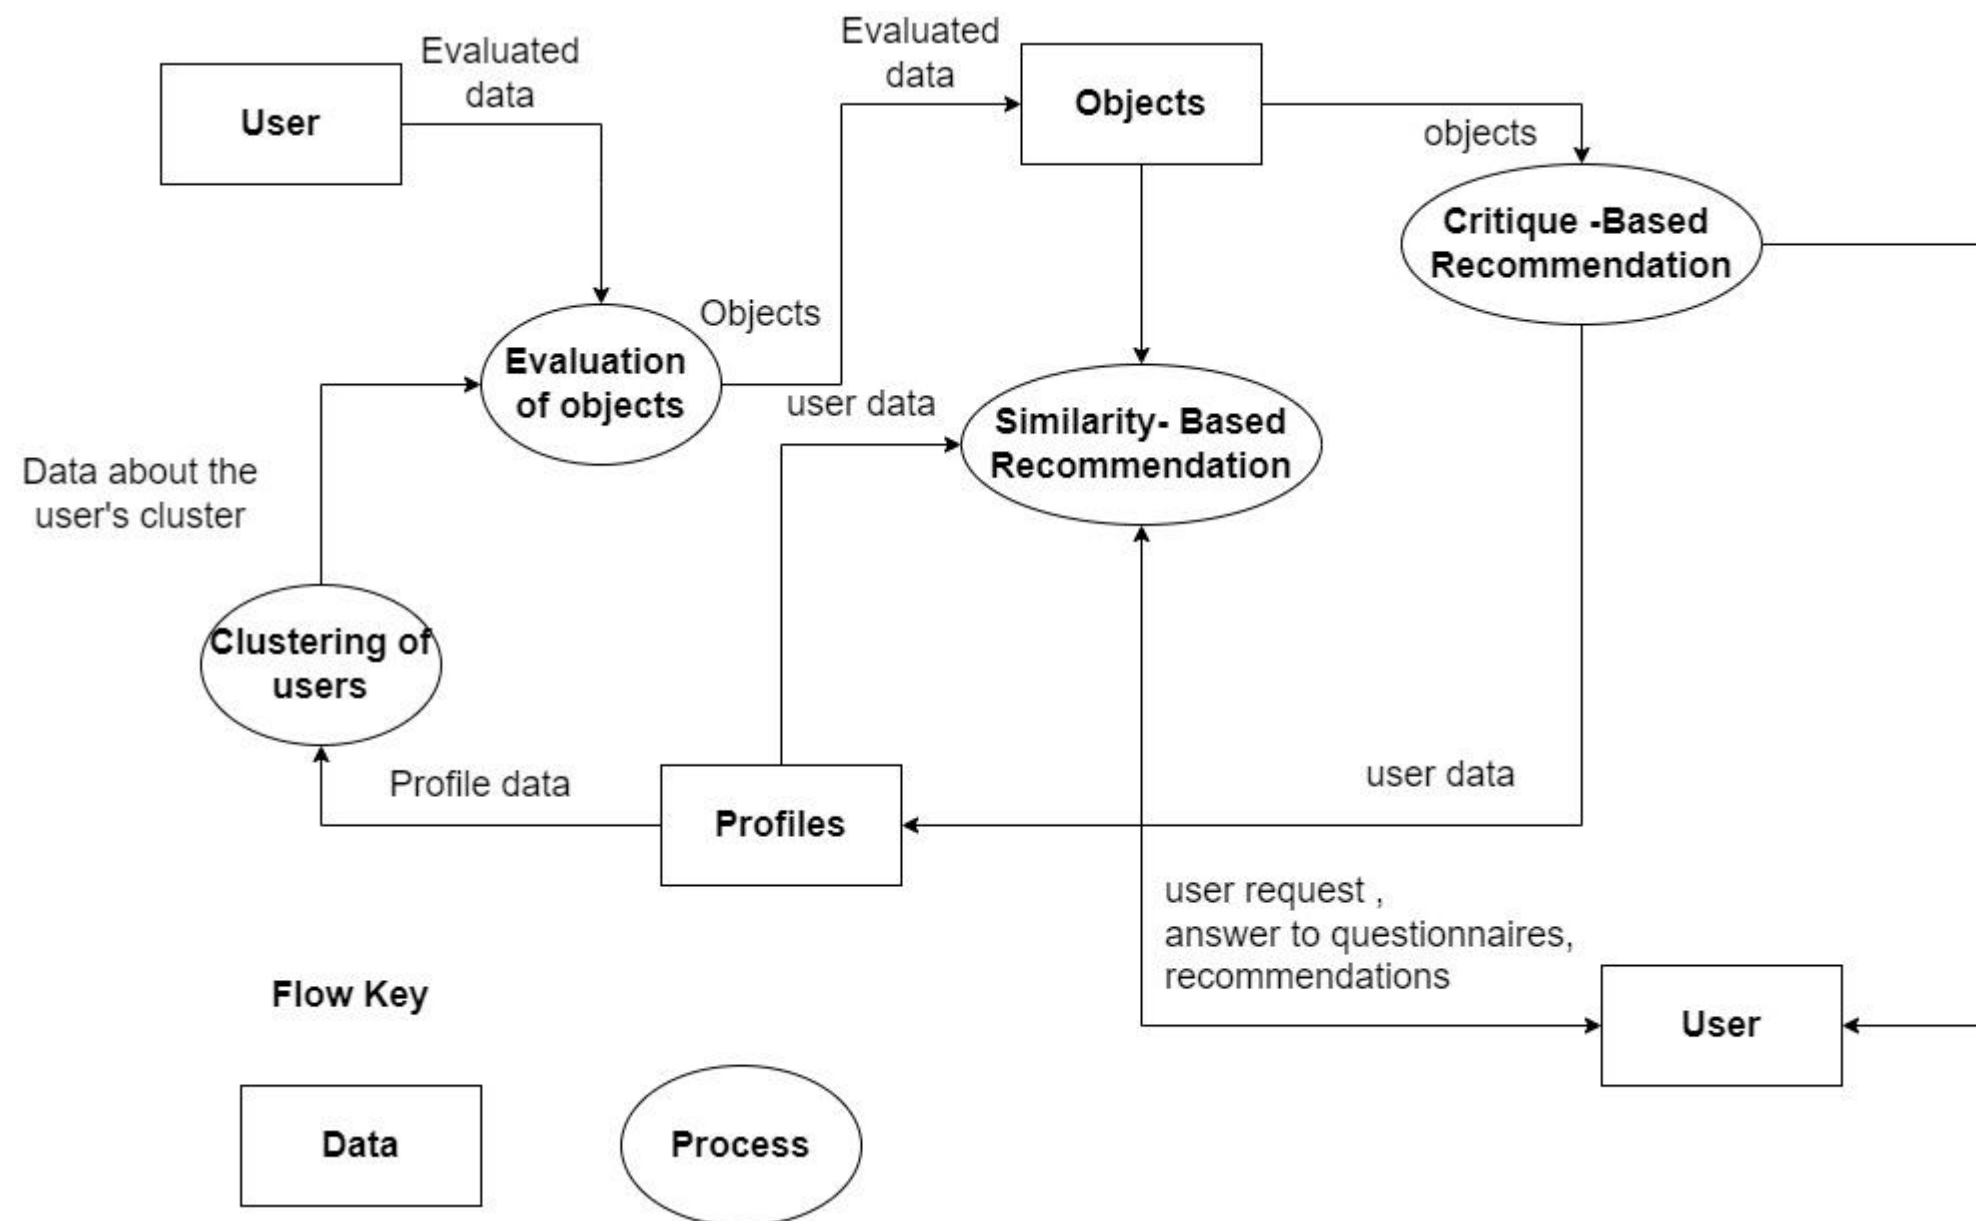 Evaluated
data
User
Evaluated
data
Objects
objects
Critique -Based
Recommendation
Objects
Evaluation
of objects
user data
Similarity- Based
Recommendation
Data about the
user's cluster
Clustering of
users
Profile data
Profiles
user data
user request ,
answer to questionnaires,
recommendations
User
Flow Key
Data
Process